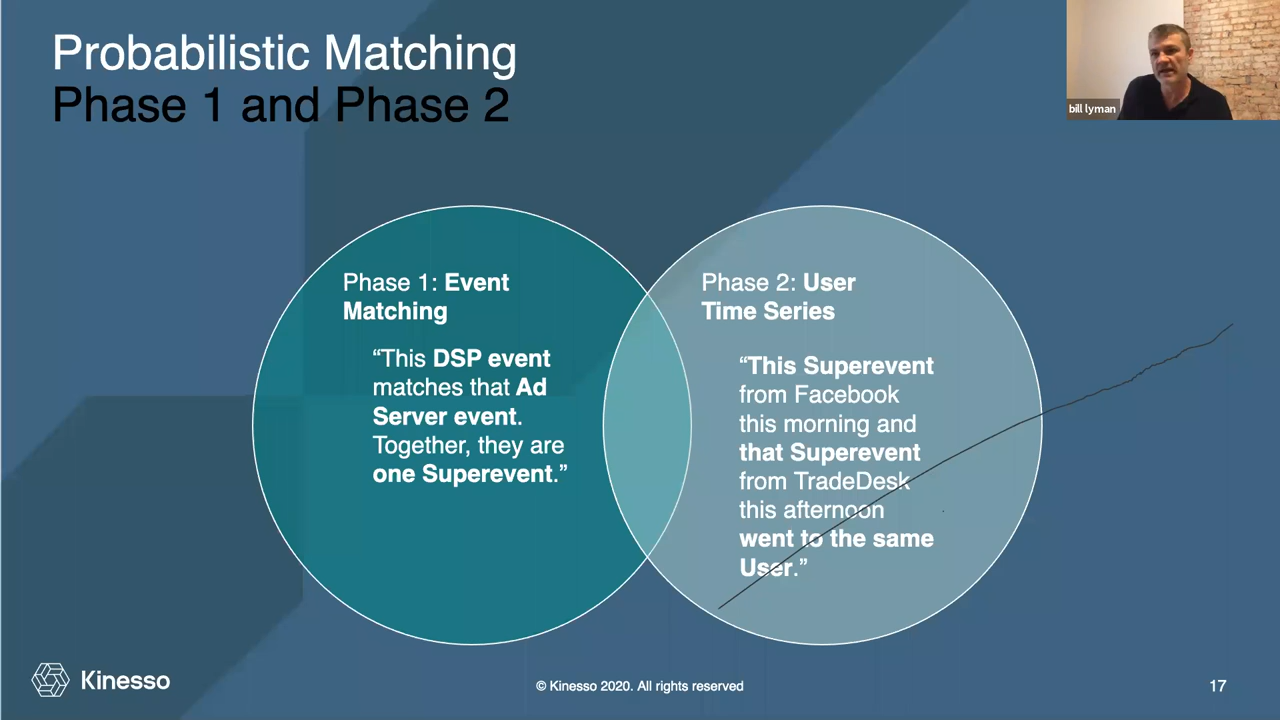 Probabilistic Matching
Phase 1 and Phase 2
bill lyman
Phase 1: Event
Matching
“This DSP event
matches that Ad
Server event.
Together, they are
one Superevent.”
Phase 2: User
Time Series
“This Superevent
from Facebook
this morning and
that Superevent
from TradeDesk
this afternoon
went to the same
User.”
Kinesso
© Kinesso 2020. All rights reserved
17